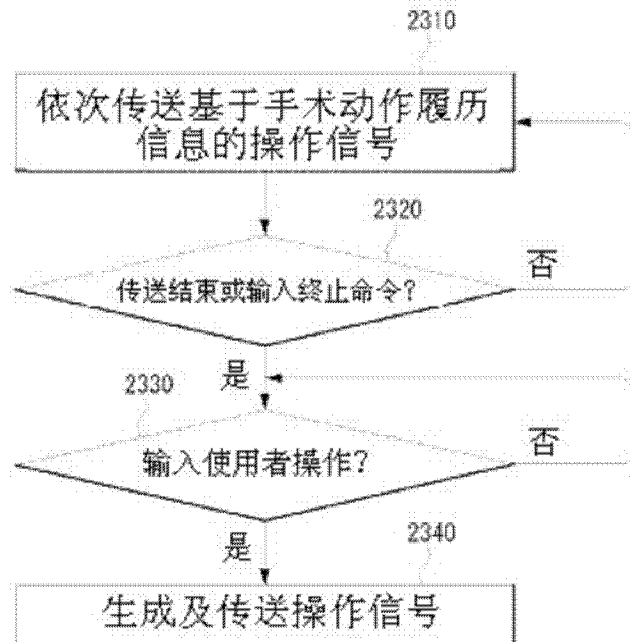 2310
依次传送基于手术动作履历
信息的操作信号
2320
传送结束或输入终止命令?
否
是
2330
输入使用者操作?
否
是
2340
生成及传送操作信号